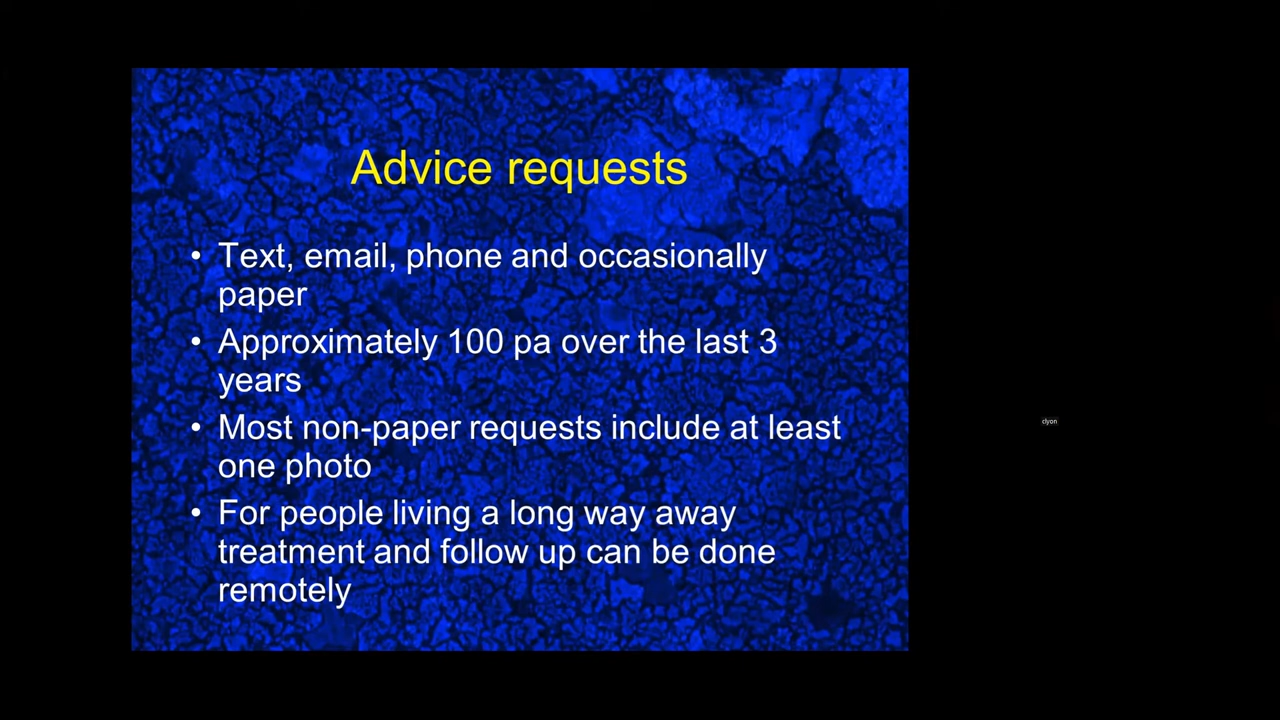 Advice requests
• Text, email, phone and occasionally
paper
• Approximately 100 pa over the last 3
years
• Most non-paper requests include at least
one photo
• For people living a long way away
treatment and follow up can be done
remotely
clyon